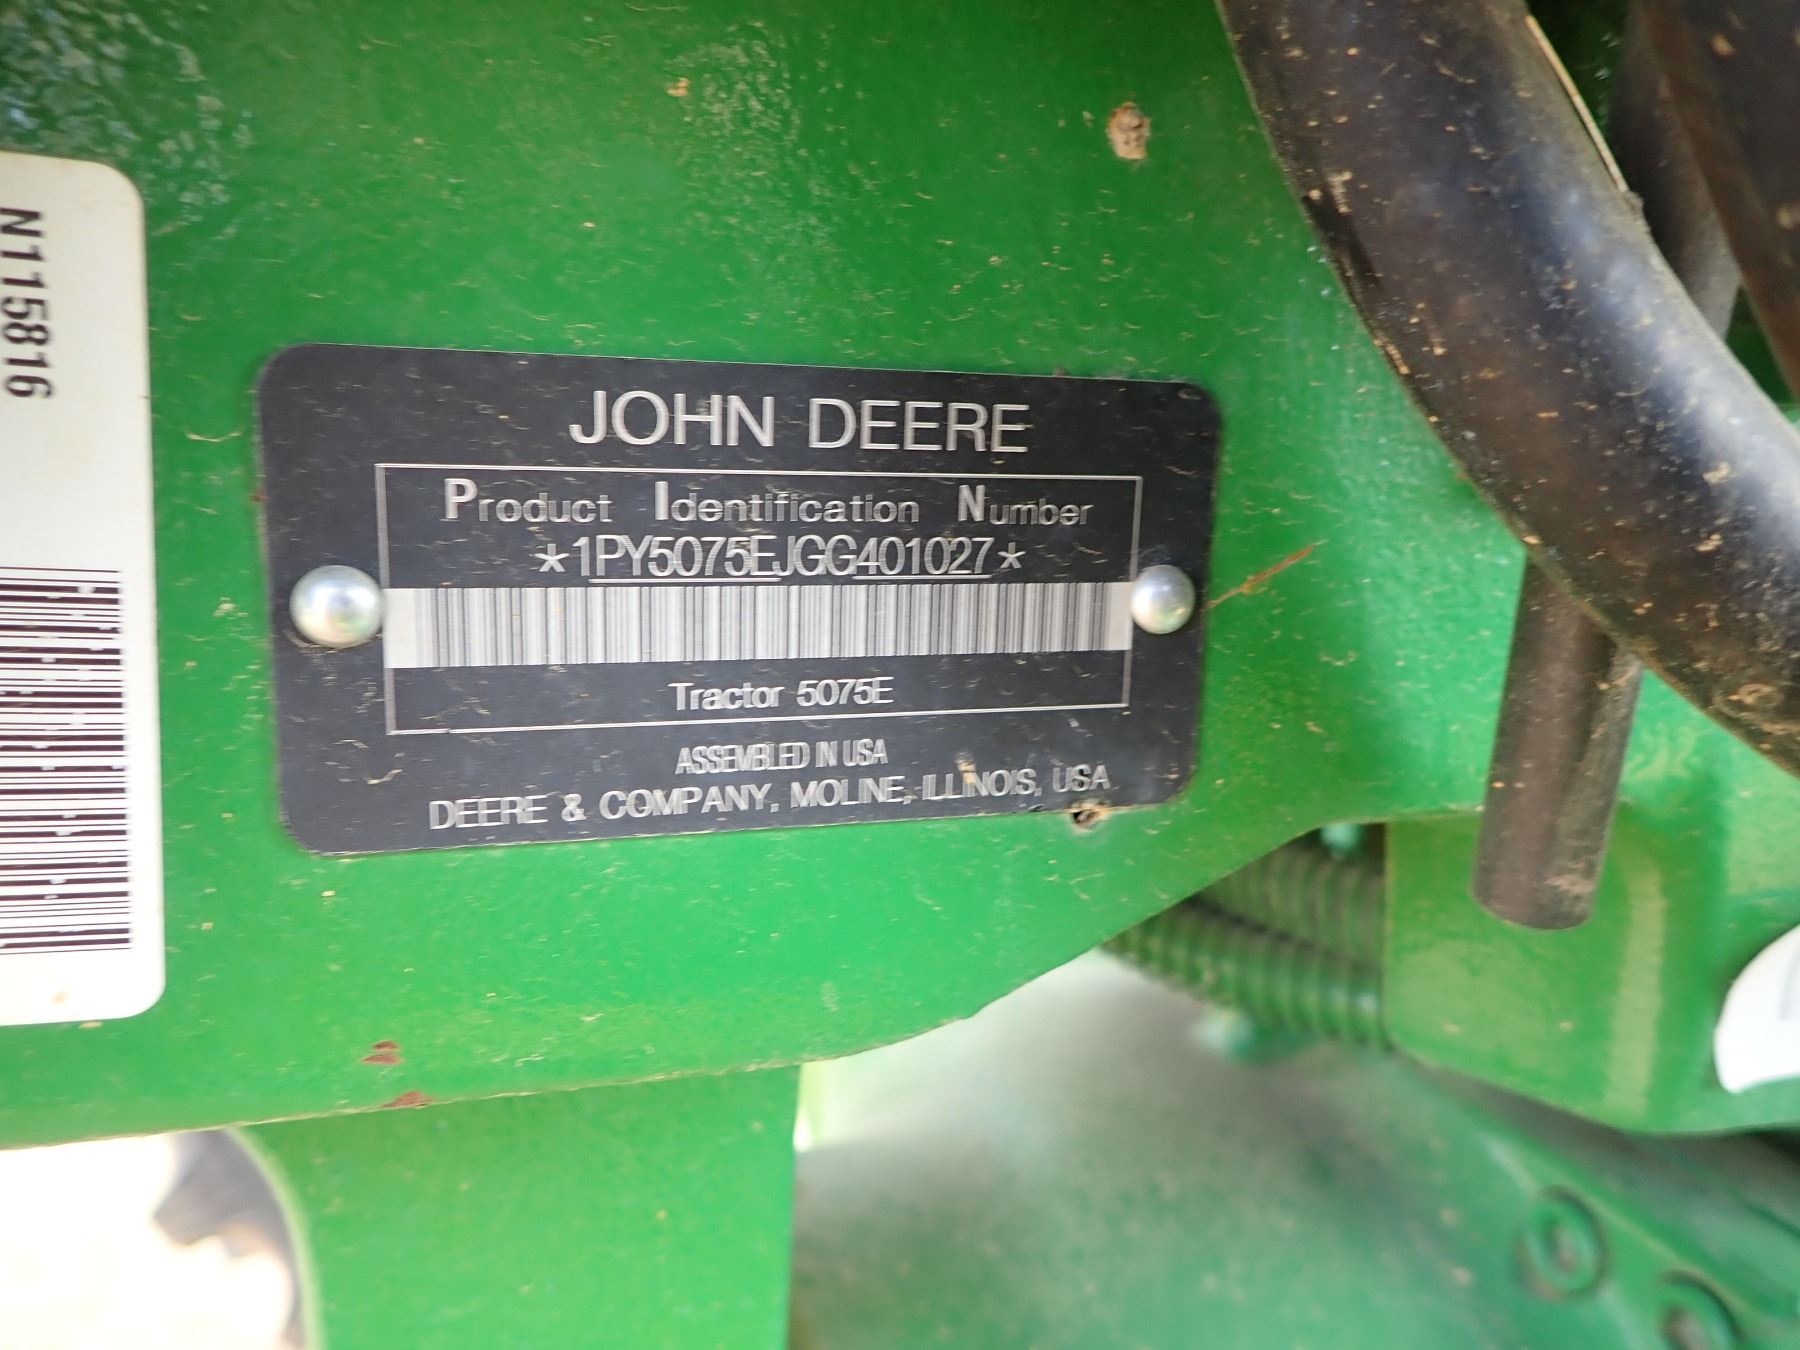 N115816
JOHN DEERE
Product Identification Number
*1PY5075EJGG401027*
Tractor 5075E
ASSEMBLED IN USA
DEERE & COMPANY, MOLINE, ILLINOIS, USA